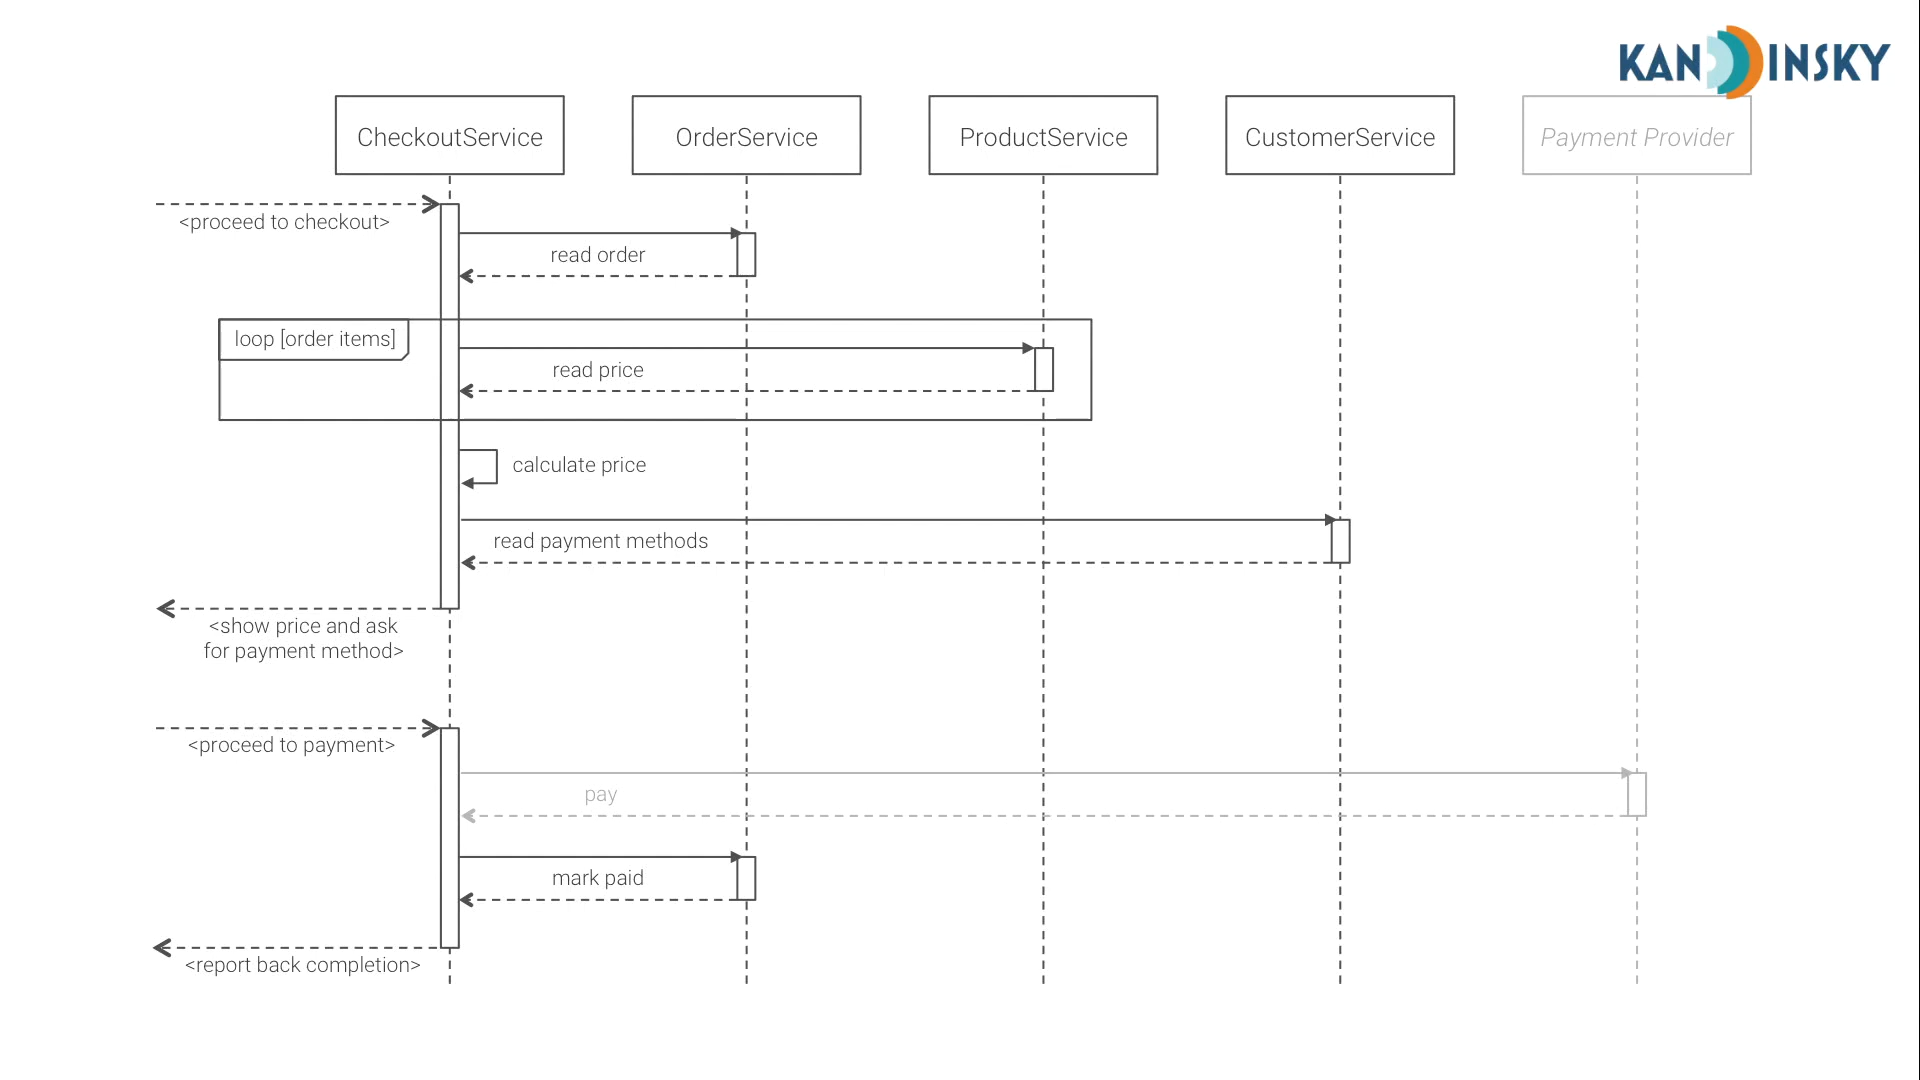 KANDINSKY
CheckoutService
OrderService
ProductService
CustomerService
Payment Provider
<proceed to checkout>
read order
loop [order items]
read price
calculate price
read payment methods
<show price and ask
for payment method>
<proceed to payment>
pay
mark paid
<report back completion>